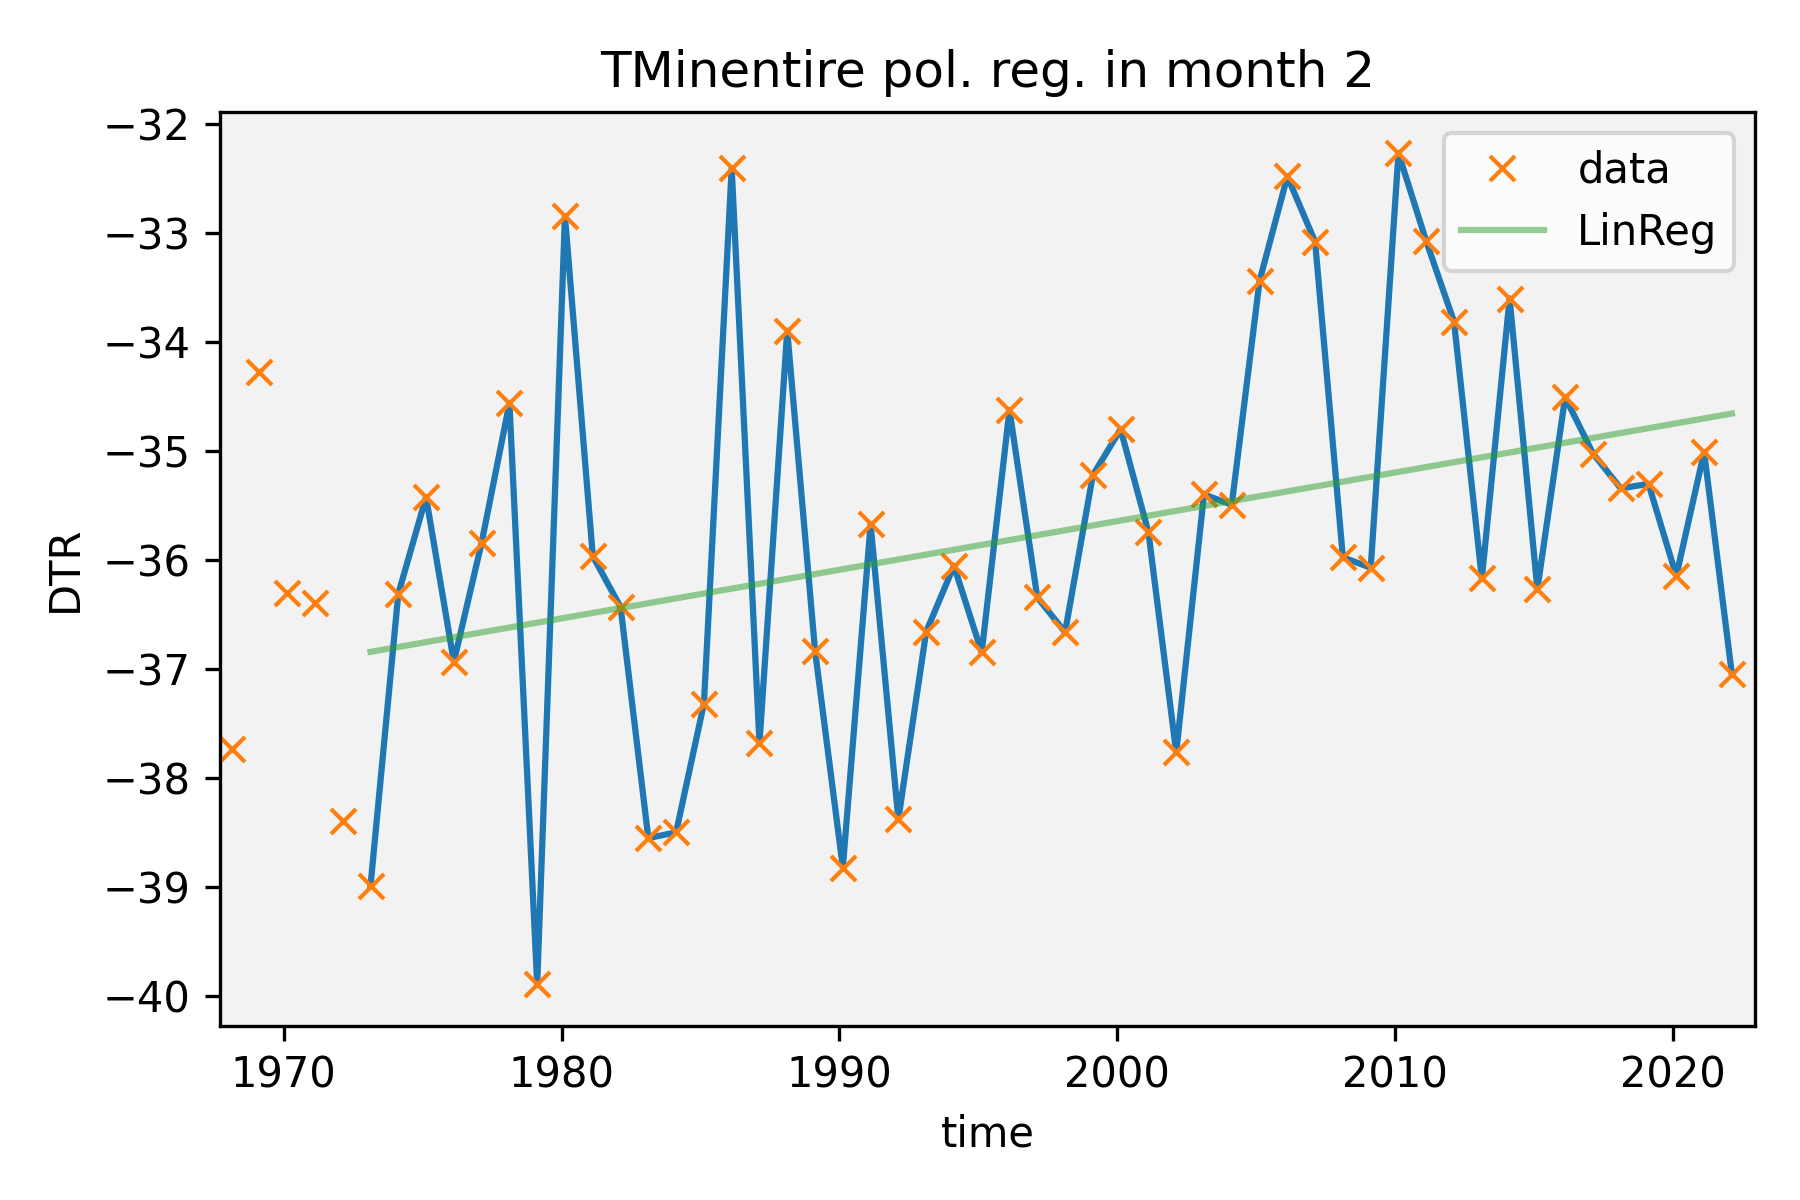 TMinentire pol. reg. in month 2
−32
−33
−34
−35
−36
−37
−38
−39
−40
DTR
data
LinReg
1970 1980 1990 2000 2010 2020
time